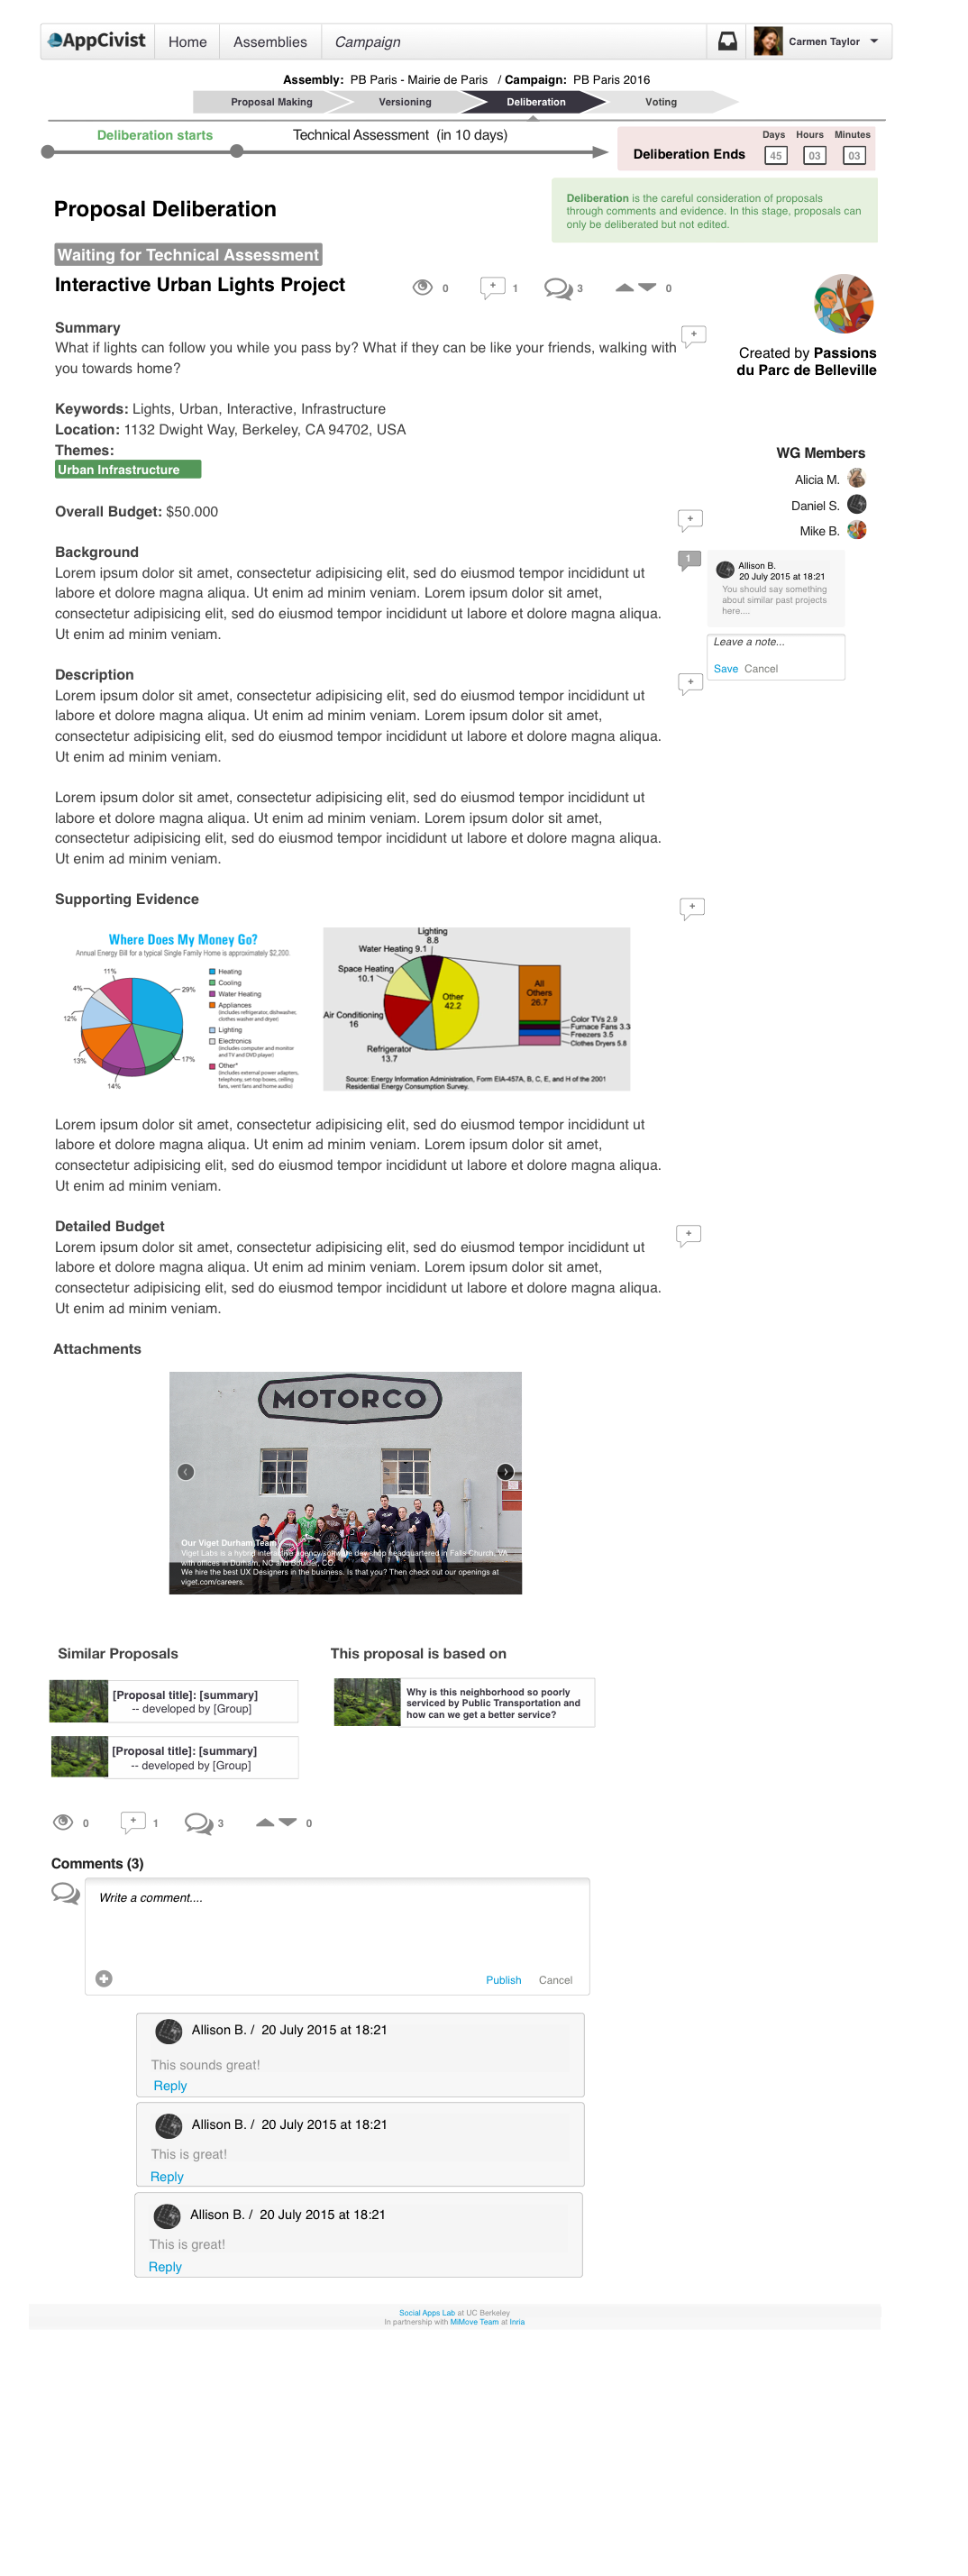 AppCivist
Home
Assemblies
Campaign
Carmen Taylor
Assembly: PB Paris - Mairie de Paris / Campaign: PB Paris 2016
Proposal Making
Versioning
Deliberation
Voting
Deliberation starts
Technical Assessment (in 10 days)
Deliberation Ends
Days Hours Minutes
45 03 03
Proposal Deliberation
Deliberation is the careful consideration of proposals
through comments and evidence. In this stage, proposals can
only be deliberated but not edited.
Waiting for Technical Assessment
Interactive Urban Lights Project
0
+
1
3
0
Summary
+
What if lights can follow you while you pass by? What if they can be like your friends, walking with
you towards home?
Created by Passions
du Parc de Belleville
Keywords: Lights, Urban, Interactive, Infrastructure
Location: 1132 Dwight Way, Berkeley, CA 94702, USA
Themes:
Urban Infrastructure
WG Members
Alicia M.
Daniel S.
Mike B.
Overall Budget: $50.000
+
Background
1
Lorem ipsum dolor sit amet, consectetur adipisicing elit, sed do eiusmod tempor incididunt ut
labore et dolore magna aliqua. Ut enim ad minim veniam. Lorem ipsum dolor sit amet,
consectetur adipisicing elit, sed do eiusmod tempor incididunt ut labore et dolore magna aliqua.
Ut enim ad minim veniam.
Allison B.
20 July 2015 at 18:21
You should say something
about similar past projects
here....
Leave a note...
Save Cancel
Description
+
Lorem ipsum dolor sit amet, consectetur adipisicing elit, sed do eiusmod tempor incididunt ut
labore et dolore magna aliqua. Ut enim ad minim veniam. Lorem ipsum dolor sit amet,
consectetur adipisicing elit, sed do eiusmod tempor incididunt ut labore et dolore magna aliqua.
Ut enim ad minim veniam.
Lorem ipsum dolor sit amet, consectetur adipisicing elit, sed do eiusmod tempor incididunt ut
labore et dolore magna aliqua. Ut enim ad minim veniam. Lorem ipsum dolor sit amet,
consectetur adipisicing elit, sed do eiusmod tempor incididunt ut labore et dolore magna aliqua.
Ut enim ad minim veniam.
Supporting Evidence
+
Where Does My Money Go?
Annual Energy Bill for a typical Single Family Home is approximately $2,200.
11%
4%
12%
13%
14%
17%
29%
Heating
Cooling
Water Heating
Appliances
(includes refrigerator, dishwasher,
clothes washer and dryer)
Lighting
Electronics
(includes computer and monitor
and TV and DVD player)
Other*
(includes external power adapters,
telephony, set-top boxes, ceiling
fans, vent fans and home audio)
Lighting
8.8
Water Heating 9.1
Space Heating
10.1
Air Conditioning
16
Refrigerator
13.7
Other
42.2
All
Others
26.7
Color TVs 2.9
Furnace Fans 3.3
Freezers 3.5
Clothes Dryers 5.8
Source: Energy Information Administration, Form EIA-457A, B, C, E, and H of the 2001
Residential Energy Consumption Survey.
Lorem ipsum dolor sit amet, consectetur adipisicing elit, sed do eiusmod tempor incididunt ut
labore et dolore magna aliqua. Ut enim ad minim veniam. Lorem ipsum dolor sit amet,
consectetur adipisicing elit, sed do eiusmod tempor incididunt ut labore et dolore magna aliqua.
Ut enim ad minim veniam.
Detailed Budget
+
Lorem ipsum dolor sit amet, consectetur adipisicing elit, sed do eiusmod tempor incididunt ut
labore et dolore magna aliqua. Ut enim ad minim veniam. Lorem ipsum dolor sit amet,
consectetur adipisicing elit, sed do eiusmod tempor incididunt ut labore et dolore magna aliqua.
Ut enim ad minim veniam.
Attachments
MOTORCO
Our Viget Durham Team
Viget Labs is a hybrid interactive agency/software dev shop headquartered in Falls Church, VA
with offices in Durham, NC and Boulder, CO.
We hire the best UX Designers in the business. Is that you? Then check out our openings at
viget.com/careers.
Similar Proposals
[Proposal title]: [summary]
-- developed by [Group]
[Proposal title]: [summary]
-- developed by [Group]
This proposal is based on
Why is this neighborhood so poorly
serviced by Public Transportation and
how can we get a better service?
0
+
1
3
0
Comments (3)
Write a comment....
Publish Cancel
Allison B. / 20 July 2015 at 18:21
This sounds great!
Reply
Allison B. / 20 July 2015 at 18:21
This is great!
Reply
Allison B. / 20 July 2015 at 18:21
This is great!
Reply
Social Apps Lab at UC Berkeley
In partnership with MiMove Team at Inria